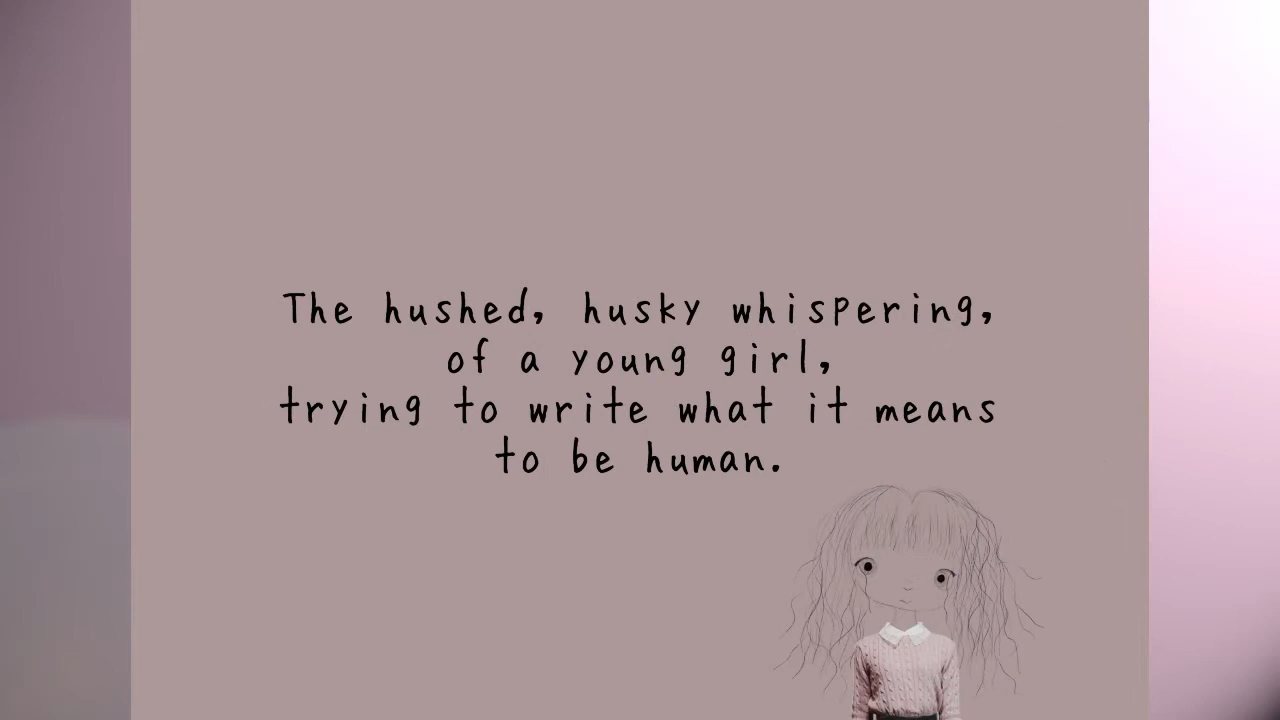 The hushed, husky whispering,
of a young girl,
trying to write what it means
to be human.